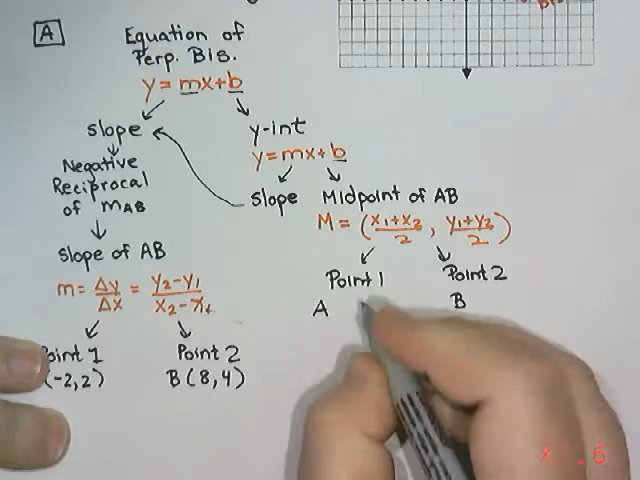 A
Equation of
Perp. Bis.
y = mx+b
slope
Negative
Reciprocal
of mAB
slope of AB
m = Δy/Δx = y2-y1/x2-x1
Point 1
(-2,2)
Point 2
B(8,4)
y-int
y=mx+b
slope
Midpoint of AB
M = (x1+x2/2, y1+y2/2)
Point 1
A
Point 2
B